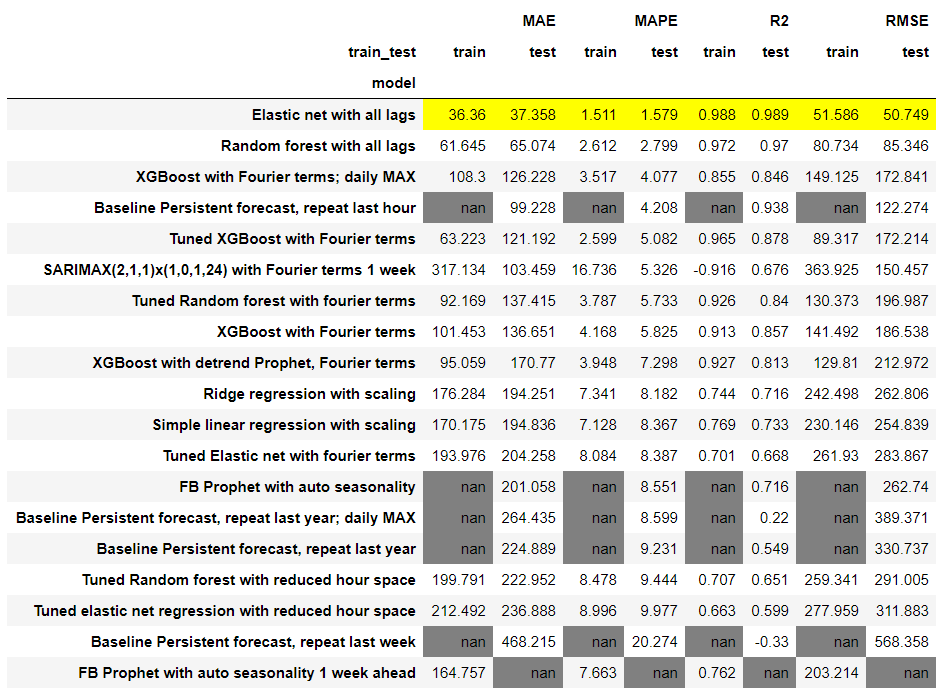 MAE MAPE R2 RMSE
train_test train test train test train test train test
model
Elastic net with all lags 36.36 37.358 1.511 1.579 0.988 0.989 51.586 50.749
Random forest with all lags 61.645 65.074 2.612 2.799 0.972 0.97 80.734 85.346
XGBoost with Fourier terms; daily MAX 108.3 126.228 3.517 4.077 0.855 0.846 149.125 172.841
Baseline Persistent forecast, repeat last hour nan 99.228 nan 4.208 nan 0.938 nan 122.274
Tuned XGBoost with Fourier terms 63.223 121.192 2.599 5.082 0.965 0.878 89.317 172.214
SARIMAX(2,1,1)x(1,0,1,24) with Fourier terms 1 week 317.134 103.459 16.736 5.326 -0.916 0.676 363.925 150.457
Tuned Random forest with fourier terms 92.169 137.415 3.787 5.733 0.926 0.84 130.373 196.987
XGBoost with Fourier terms 101.453 136.651 4.168 5.825 0.913 0.857 141.492 186.538
XGBoost with detrend Prophet, Fourier terms 95.059 170.77 3.948 7.298 0.927 0.813 129.81 212.972
Ridge regression with scaling 176.284 194.251 7.341 8.182 0.744 0.716 242.498 262.806
Simple linear regression with scaling 170.175 194.836 7.128 8.367 0.769 0.733 230.146 254.839
Tuned Elastic net with fourier terms 193.976 204.258 8.084 8.387 0.701 0.668 261.93 283.867
FB Prophet with auto seasonality nan 201.058 nan 8.551 nan 0.716 nan 262.74
Baseline Persistent forecast, repeat last year; daily MAX nan 264.435 nan 8.599 nan 0.22 nan 389.371
Baseline Persistent forecast, repeat last year nan 224.889 nan 9.231 nan 0.549 nan 330.737
Tuned Random forest with reduced hour space 199.791 222.952 8.478 9.444 0.707 0.651 259.341 291.005
Tuned elastic net regression with reduced hour space 212.492 236.888 8.996 9.977 0.663 0.599 277.959 311.883
Baseline Persistent forecast, repeat last week nan 468.215 nan 20.274 nan -0.33 nan 568.358
FB Prophet with auto seasonality 1 week ahead 164.757 nan 7.663 nan 0.762 nan 203.214 nan